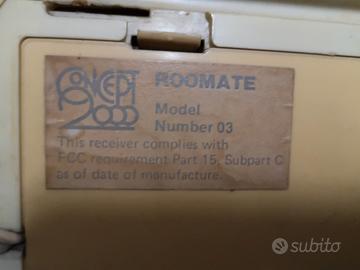 CONCEPT
2000
ROOMATE
Model
Number 03
This receiver complies with
FCC requirement Part 15, Subpart C
as of date of manufacture.
subito